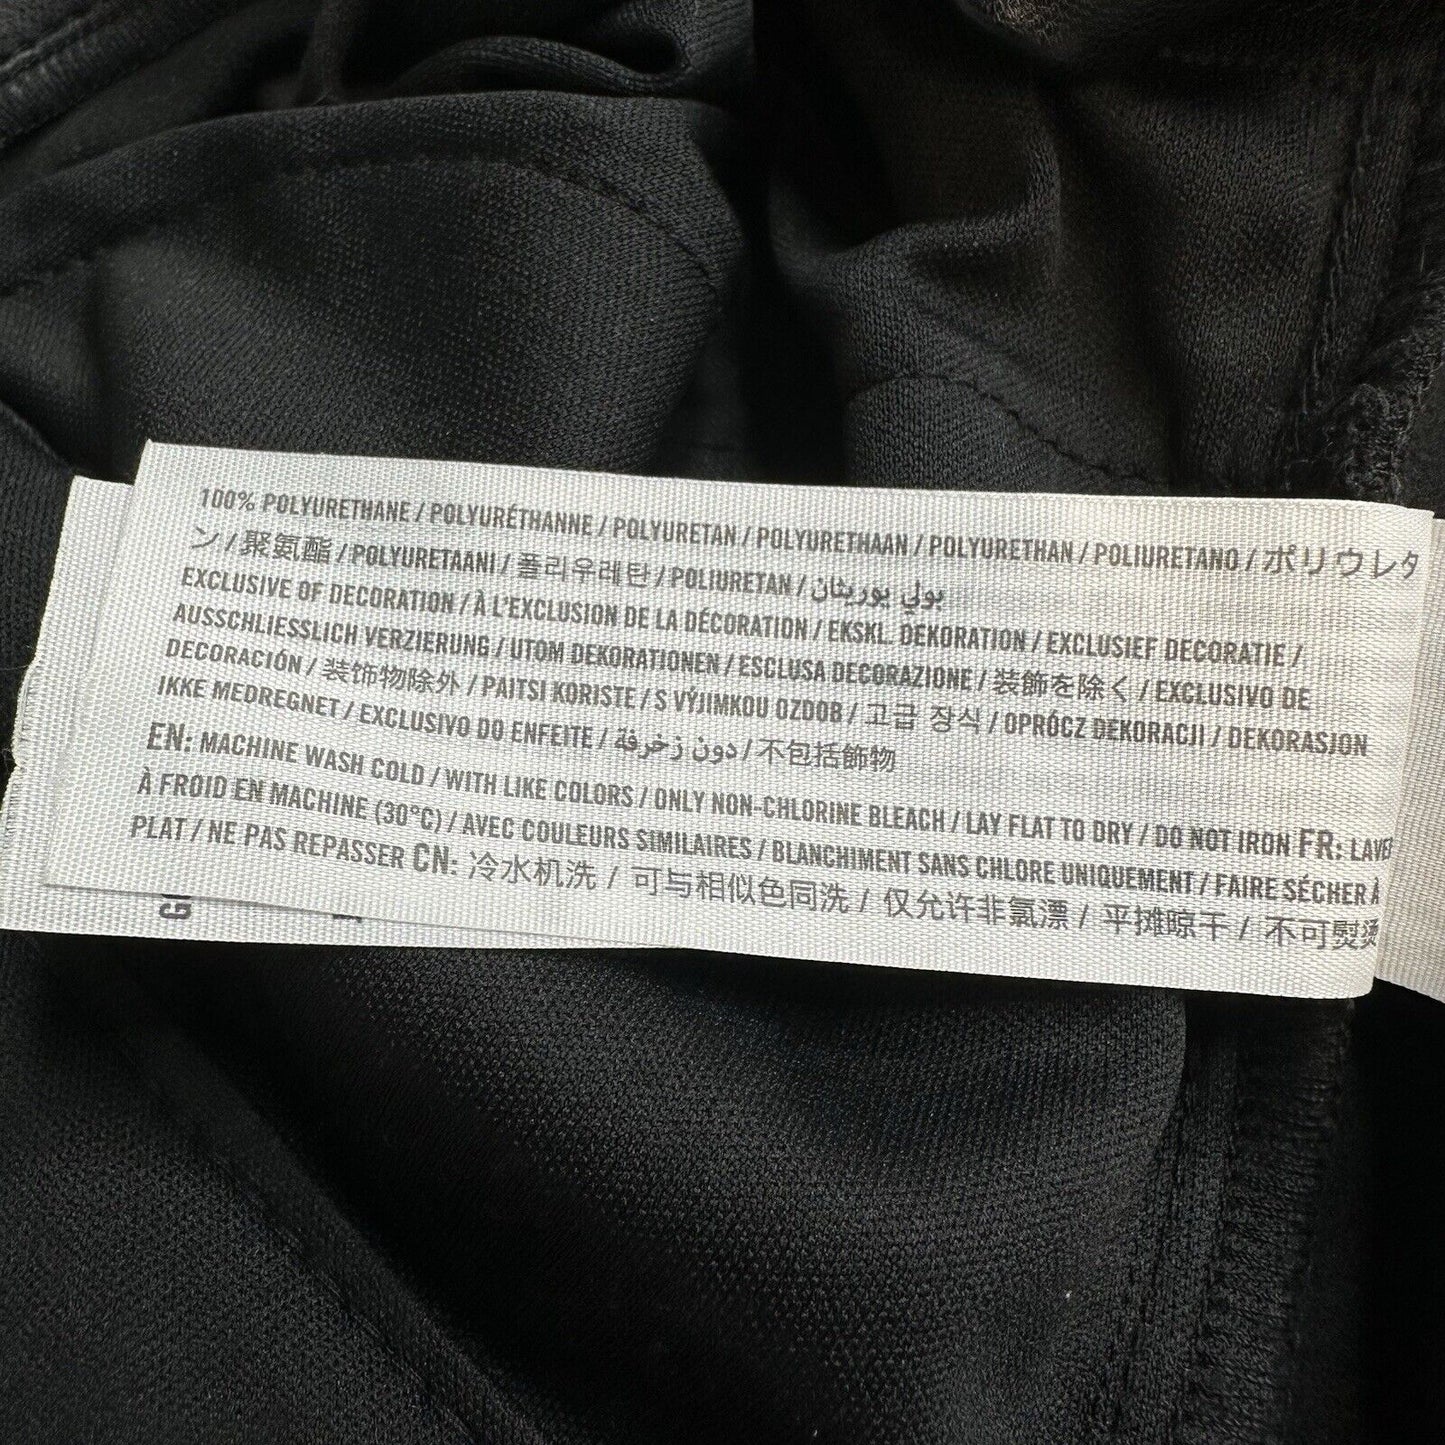 100% POLYURETHANE / POLYURÉTHANNE / POLYURETAN / POLYURETHAAN / POLYURETHAN / POLIURETANO / ポリウレタ
ン / 聚氨酯 / POLYURETAANI / 폴리우레탄 / POLIURETAN / بولي يوريثان
EXCLUSIVE OF DECORATION / À L'EXCLUSION DE LA DÉCORATION / EKSKL. DEKORATION / EXCLUSIEF DECORATIE /
AUSSCHLIESSLICH VERZIERUNG / UTOM DEKORATIONEN / ESCLUSA DECORAZIONE / 装飾を除く / EXCLUSIVO DE
DECORACIÓN / 装饰物除外 / PAITSI KORISTE / S VÝJIMKOU OZDOB / 고급 장식 / OPRÓCZ DEKORACJI / DEKORASJON
IKKE MEDREGNET / EXCLUSIVO DO ENFEITE / دون زخرفة / 不包括飾物
EN: MACHINE WASH COLD / WITH LIKE COLORS / ONLY NON-CHLORINE BLEACH / LAY FLAT TO DRY / DO NOT IRON FR: LAVER
À FROID EN MACHINE (30°C) / AVEC COULEURS SIMILAIRES / BLANCHIMENT SANS CHLORE UNIQUEMENT / FAIRE SÉCHER À
PLAT / NE PAS REPASSER CN: 冷水机洗 / 可与相似色同洗 / 仅允许非氯漂 / 平摊晾干 / 不可熨烫